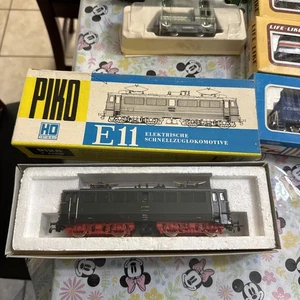 PIKO
HO
E11
ELEKTRISCHE
SCHNELLZUGLOKOMOTIVE
LIFE-LIKE